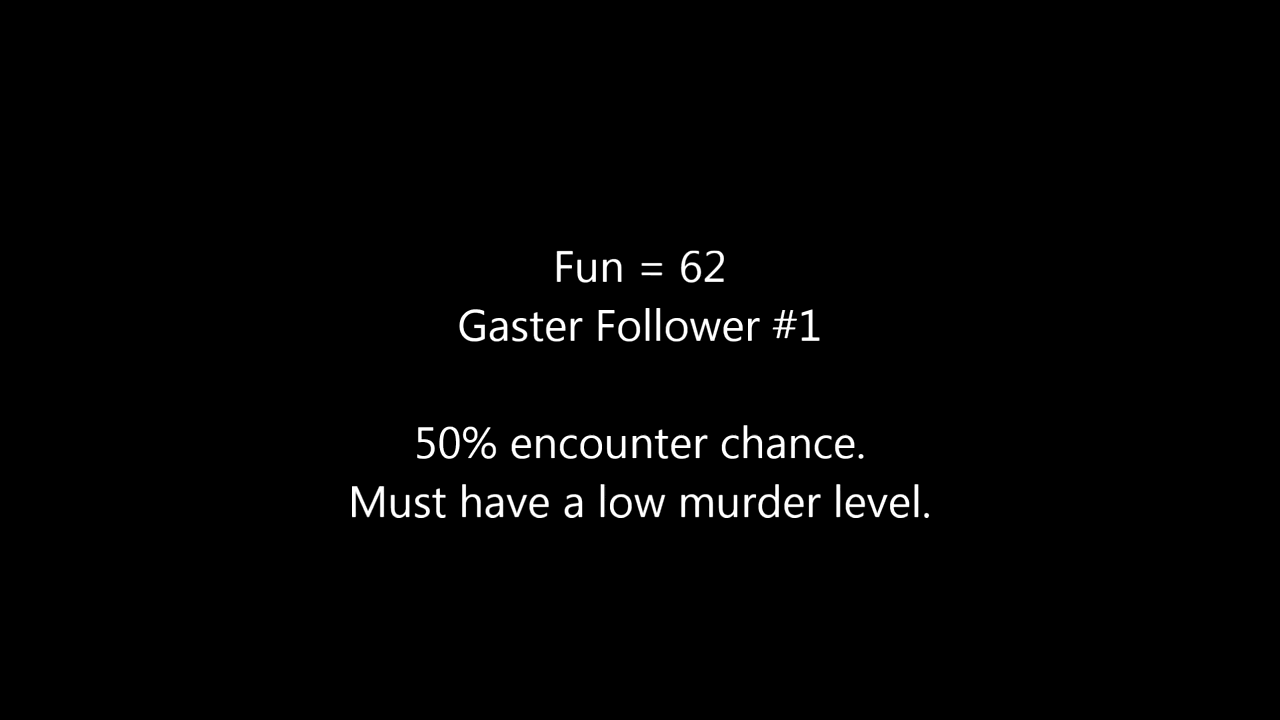 Fun = 62
Gaster Follower #1
50% encounter chance.
Must have a low murder level.